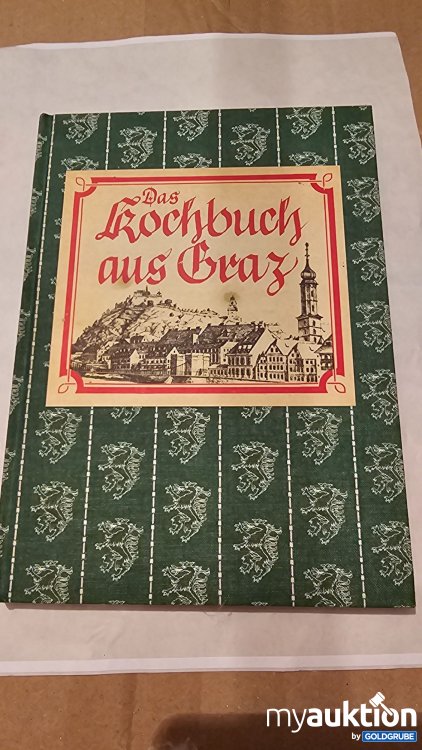 Das
Kochbuch
aus Graz
myauktion
by GOLDGRUBE